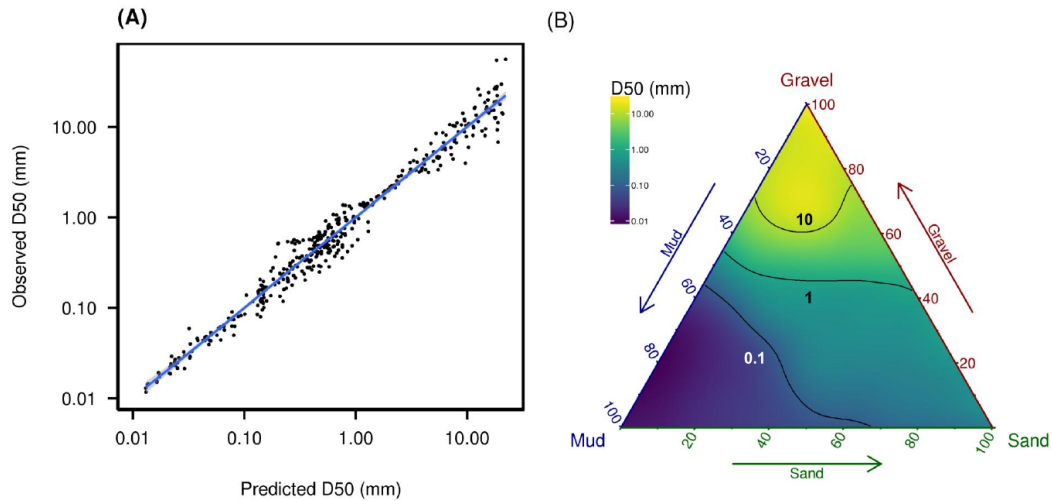 (A)
Observed D50 (mm)
10.00
1.00
0.10
0.01
0.01 0.10 1.00 10.00
Predicted D50 (mm)
(B)
D50 (mm)
10.00
1.00
0.10
0.01
Gravel
100
80
60
40
20
Gravel
20
40
60
80
100
Mud
10
1
0.1
Mud
20 40 60 80 100
Sand
Sand